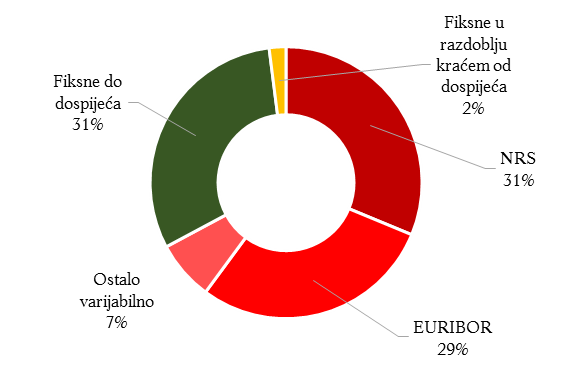 Fiksne u
razdoblju
kraćem od
dospijeća
2%
Fiksne do
dospijeća
31%
NRS
31%
Ostalo
varijabilno
7%
EURIBOR
29%